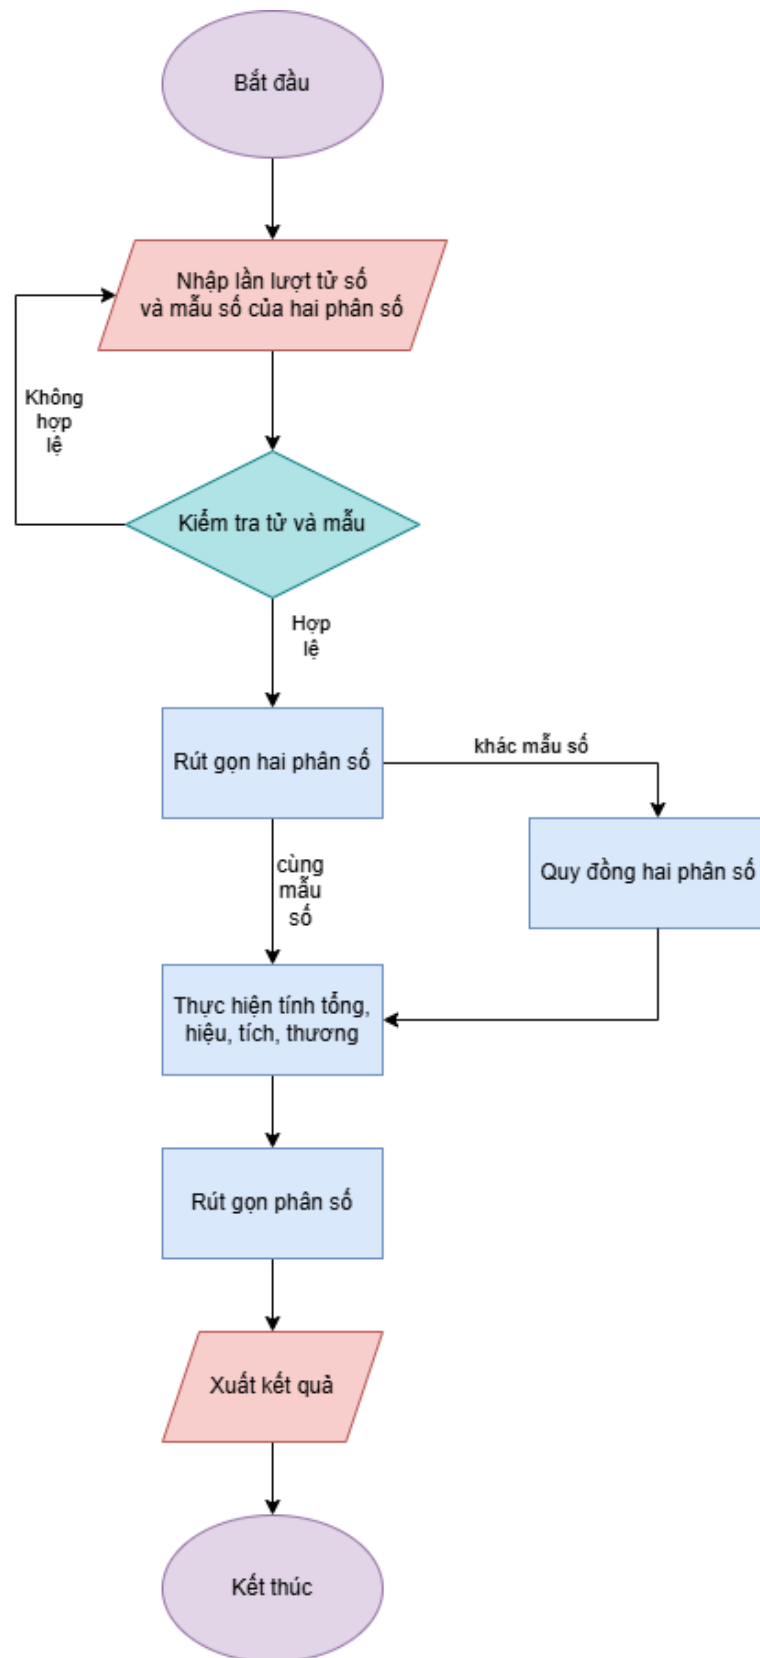 Bắt đầu
Nhập lần lượt tử số
và mẫu số của hai phân số
Không
hợp
lệ
Kiểm tra tử và mẫu
Hợp
lệ
Rút gọn hai phân số
khác mẫu số
Quy đồng hai phân số
cùng
mẫu
số
Thực hiện tính tổng,
hiệu, tích, thương
Rút gọn phân số
Xuất kết quả
Kết thúc